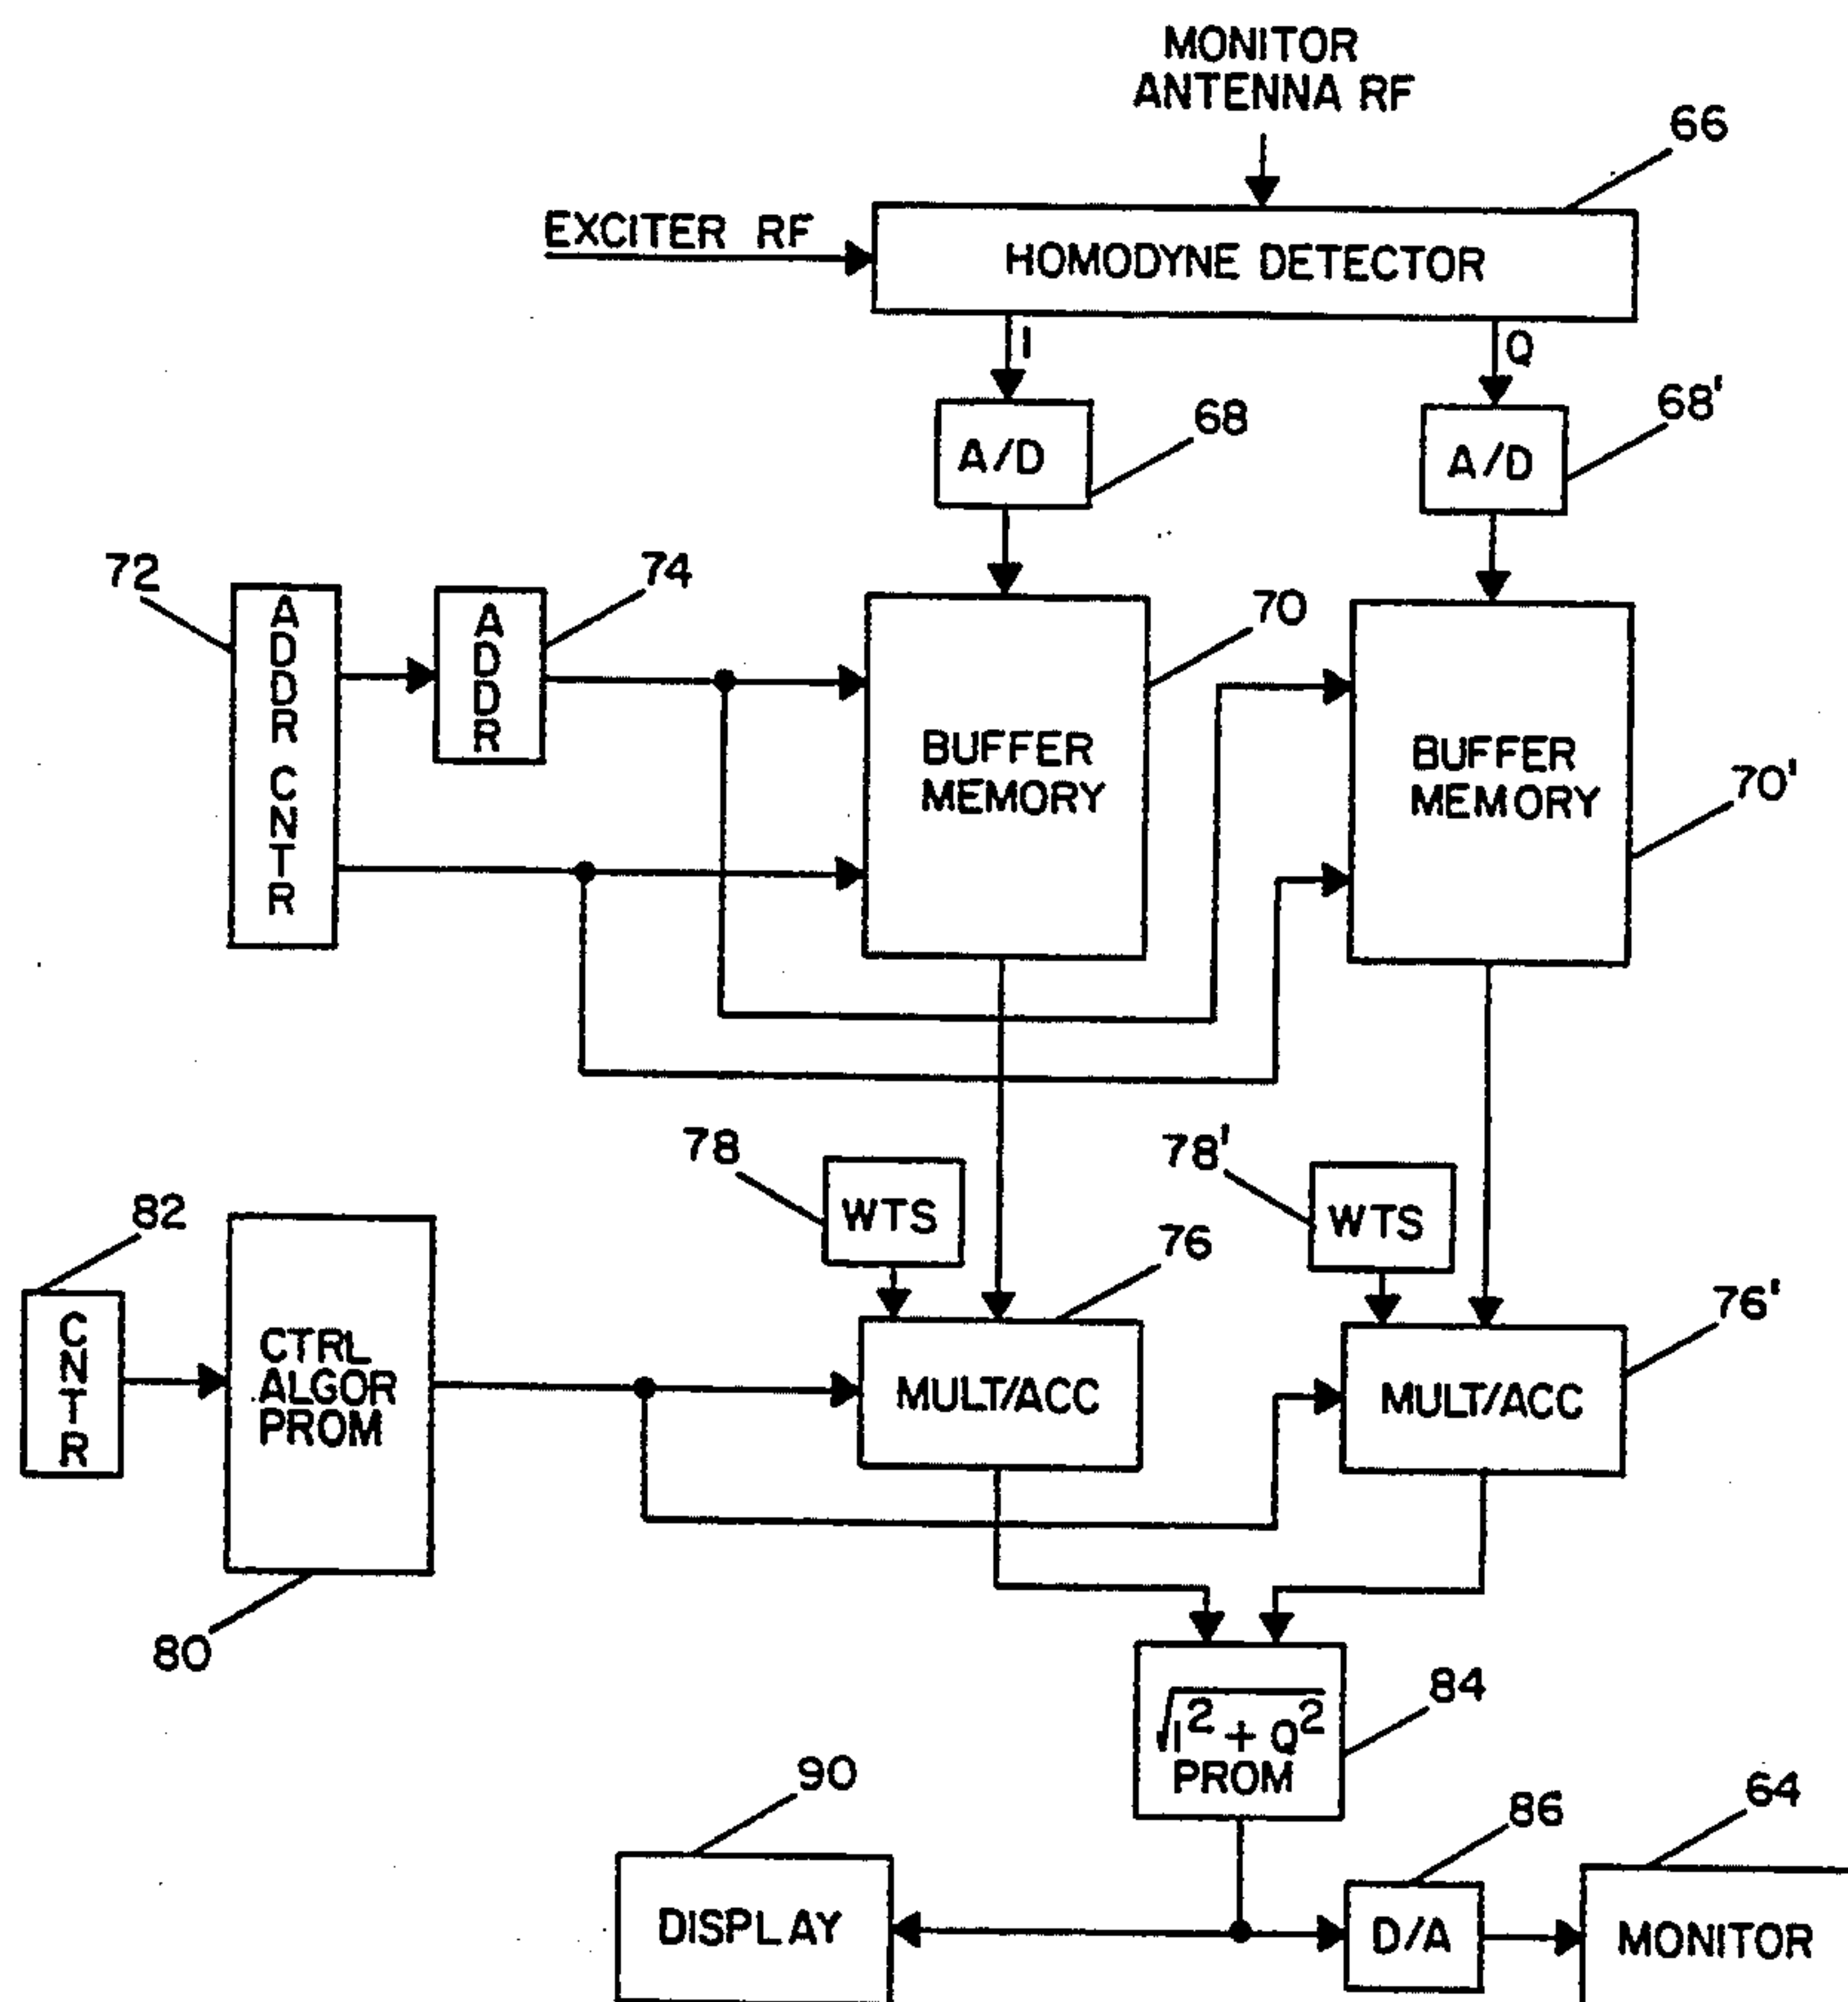 MONITOR
ANTENNA RF
66
EXCITER RF
HOMODYNE DETECTOR
I
Q
68
68'
A/D
A/D
72
74
70
ADDR CNTR
ADDR
BUFFER
MEMORY
BUFFER
MEMORY
70'
78
WTS
78'
WTS
82
76
76'
CNTR
CTRL
ALGOR
PROM
MULT/ACC
MULT/ACC
80
√I² + Q²
PROM
84
90
86
64
DISPLAY
D/A
MONITOR